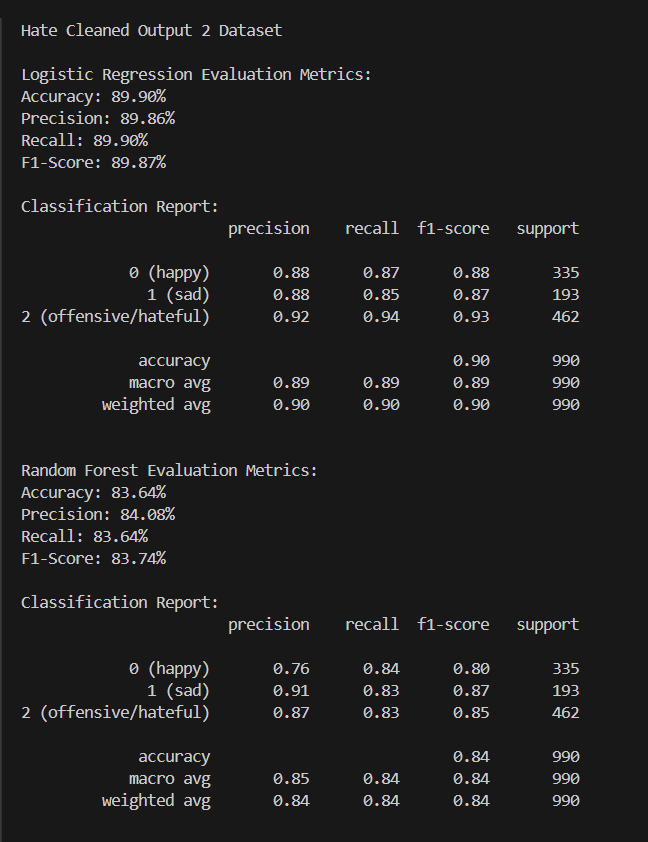 Hate Cleaned Output 2 Dataset
Logistic Regression Evaluation Metrics:
Accuracy: 89.90%
Precision: 89.86%
Recall: 89.90%
F1-Score: 89.87%
Classification Report:
precision recall f1-score support
0 (happy) 0.88 0.87 0.88 335
1 (sad) 0.88 0.85 0.87 193
2 (offensive/hateful) 0.92 0.94 0.93 462
accuracy 0.90 990
macro avg 0.89 0.89 0.89 990
weighted avg 0.90 0.90 0.90 990
Random Forest Evaluation Metrics:
Accuracy: 83.64%
Precision: 84.08%
Recall: 83.64%
F1-Score: 83.74%
Classification Report:
precision recall f1-score support
0 (happy) 0.76 0.84 0.80 335
1 (sad) 0.91 0.83 0.87 193
2 (offensive/hateful) 0.87 0.83 0.85 462
accuracy 0.84 990
macro avg 0.85 0.84 0.84 990
weighted avg 0.84 0.84 0.84 990